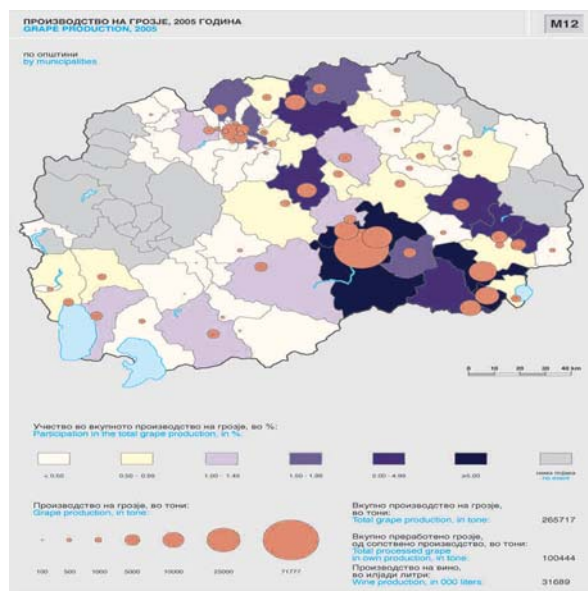 ПРОИЗВОДСТВО НА ГРОЗЈЕ, 2005 ГОДИНА
GRAPE PRODUCTION, 2005
M12
по општини
by municipalities
0 10 20 30 40 km
Учество во вкупното производство на грозје, во %:
Participation in the total grape production, in %
< 0.50
0.50 - 0.99
1.00 - 1.49
1.50 - 1.99
2.00 - 4.99
≥5.00
нема појава
Производство на грозје, во тони:
Grape production, in tone:
100 500 1000 5000 10000 25000 71777
Вкупно производство на грозје,
во тони:
Total grape production, in tone:
265717
Вкупно преработено грозје,
од сопствено производство, во тони:
Total processed grape
in own production, in tone:
100444
Производство на вино,
во илјади литри:
Wine production, in 000 liters:
31689